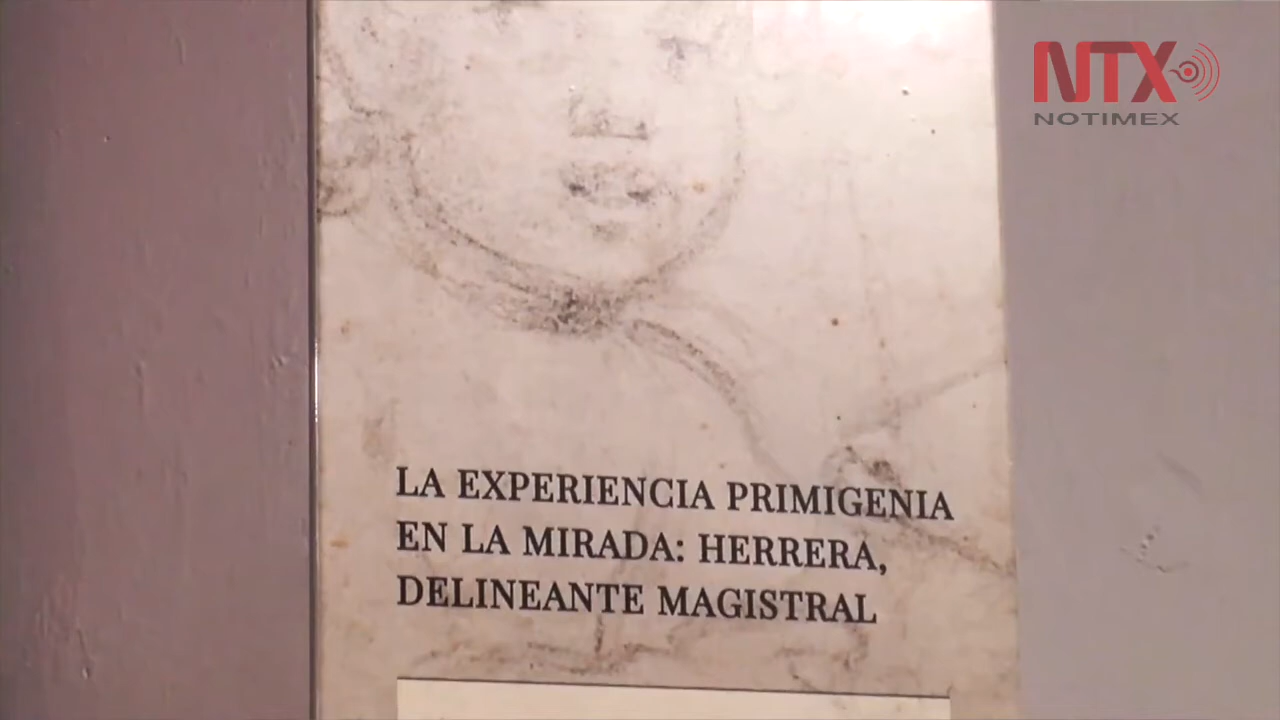 NTX
NOTIMEX
LA EXPERIENCIA PRIMIGENIA
EN LA MIRADA: HERRERA,
DELINEANTE MAGISTRAL